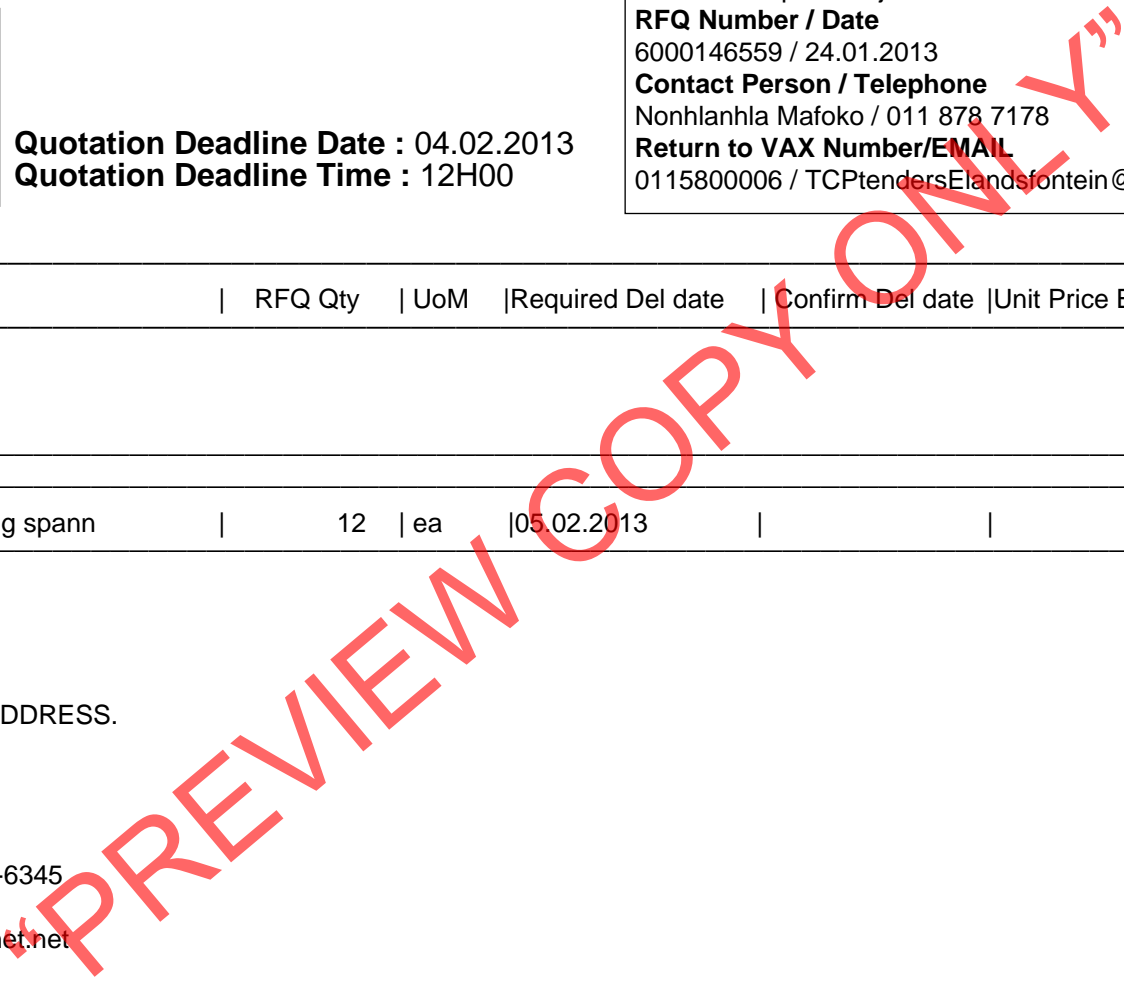 RFQ Number / Date
6000146559 / 24.01.2013
Contact Person / Telephone
Nonhlanhla Mafoko / 011 878 7178
Quotation Deadline Date : 04.02.2013
Return to VAX Number/EMAIL
Quotation Deadline Time : 12H00
0115800006 / TCPtendersElandsfontein@
| RFQ Qty | UoM |Required Del date | Confirm Del date |Unit Price E
g spann | 12 | ea |05.02.2013 | |
DDRESS.
-6345
et.net
“PREVIEW COPY ONLY”